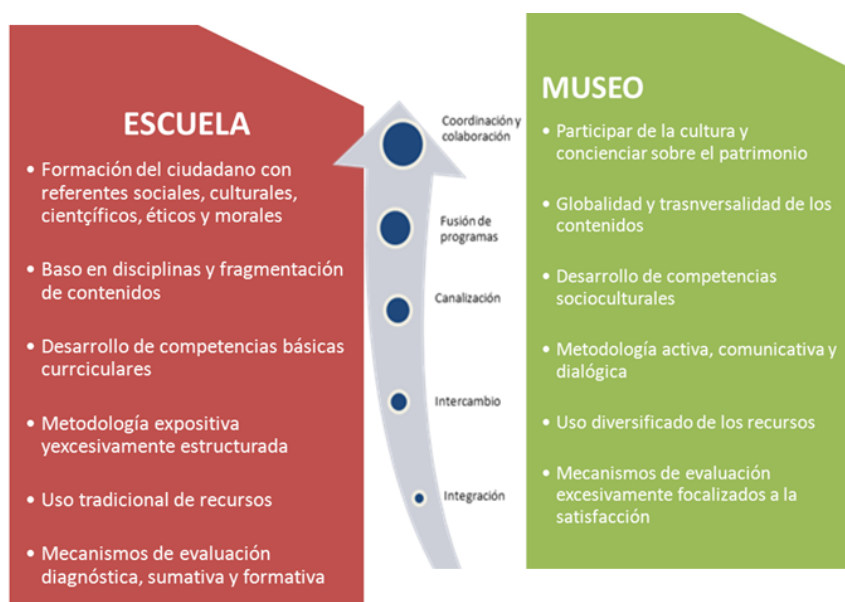 ESCUELA
• Formación del ciudadano con
referentes sociales, culturales,
cientçíficos, éticos y morales
• Baso en disciplinas y fragmentación
de contenidos
• Desarrollo de competencias básicas
currciculares
• Metodología expositiva
yexcesivamente estructurada
• Uso tradicional de recursos
• Mecanismos de evaluación
diagnóstica, sumativa y formativa
Coordinación y
colaboración
Fusión de
programas
Canalización
Intercambio
Integración
MUSEO
• Participar de la cultura y
concienciar sobre el patrimonio
• Globalidad y trasnversalidad de los
contenidos
• Desarrollo de competencias
socioculturales
• Metodología activa, comunicativa y
dialógica
• Uso diversificado de los recursos
• Mecanismos de evaluación
excesivamente focalizados a la
satisfacción